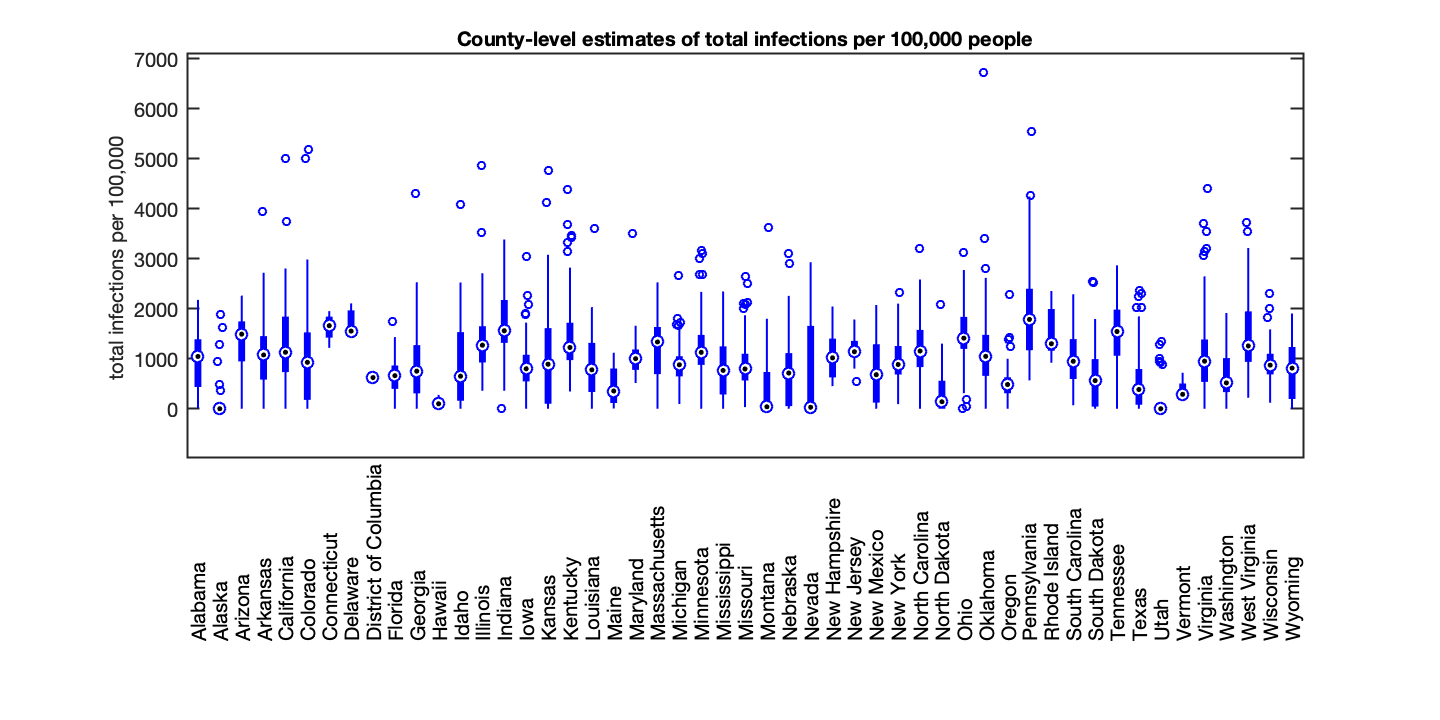 County-level estimates of total infections per 100,000 people
total infections per 100,000
7000
6000
5000
4000
3000
2000
1000
0
Alabama
Alaska
Arizona
Arkansas
California
Colorado
Connecticut
Delaware
District of Columbia
Florida
Georgia
Hawaii
Idaho
Illinois
Indiana
Iowa
Kansas
Kentucky
Louisiana
Maine
Maryland
Massachusetts
Michigan
Minnesota
Mississippi
Missouri
Montana
Nebraska
Nevada
New Hampshire
New Jersey
New Mexico
New York
North Carolina
North Dakota
Ohio
Oklahoma
Oregon
Pennsylvania
Rhode Island
South Carolina
South Dakota
Tennessee
Texas
Utah
Vermont
Virginia
Washington
West Virginia
Wisconsin
Wyoming